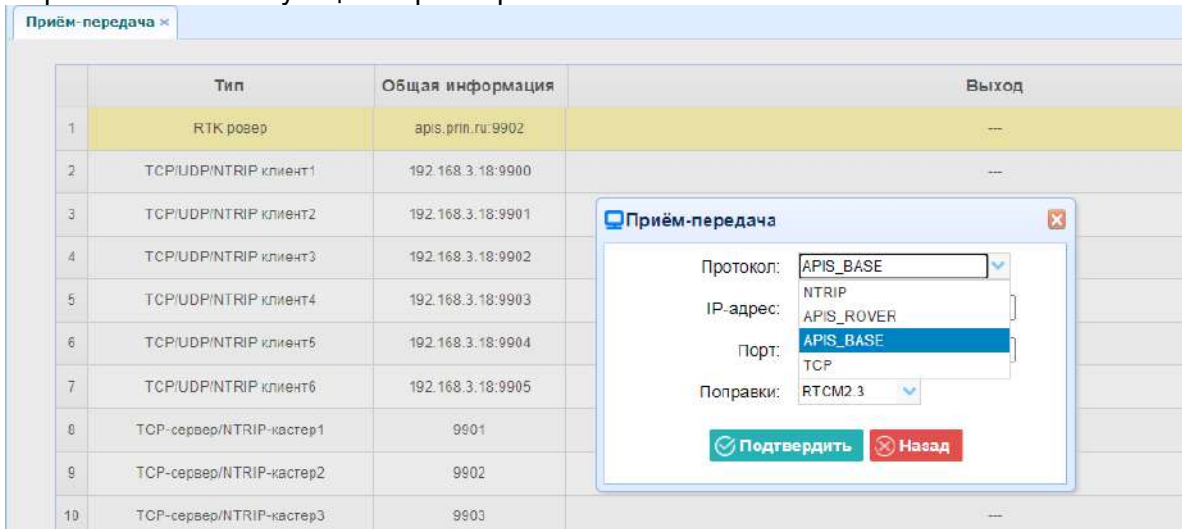 Приём-передача ×
Тип Общая информация Выход
1 RTK ровер apis.prin.ru:9902 ---
2 TCP/UDP/NTRIP клиент1 192.168.3.18:9900 ---
3 TCP/UDP/NTRIP клиент2 192.168.3.18:9901
4 TCP/UDP/NTRIP клиент3 192.168.3.18:9902
5 TCP/UDP/NTRIP клиент4 192.168.3.18:9903
6 TCP/UDP/NTRIP клиент5 192.168.3.18:9904
7 TCP/UDP/NTRIP клиент6 192.168.3.18:9905
8 TCP-сервер/NTRIP-кастер1 9901
9 TCP-сервер/NTRIP-кастер2 9902
10 TCP-сервер/NTRIP-кастер3 9903 ---
Приём-передача
Протокол: APIS_BASE
NTRIP
IP-адрес:
APIS_ROVER
APIS_BASE
Порт:
TCP
Поправки: RTCM2.3
Подтвердить Назад